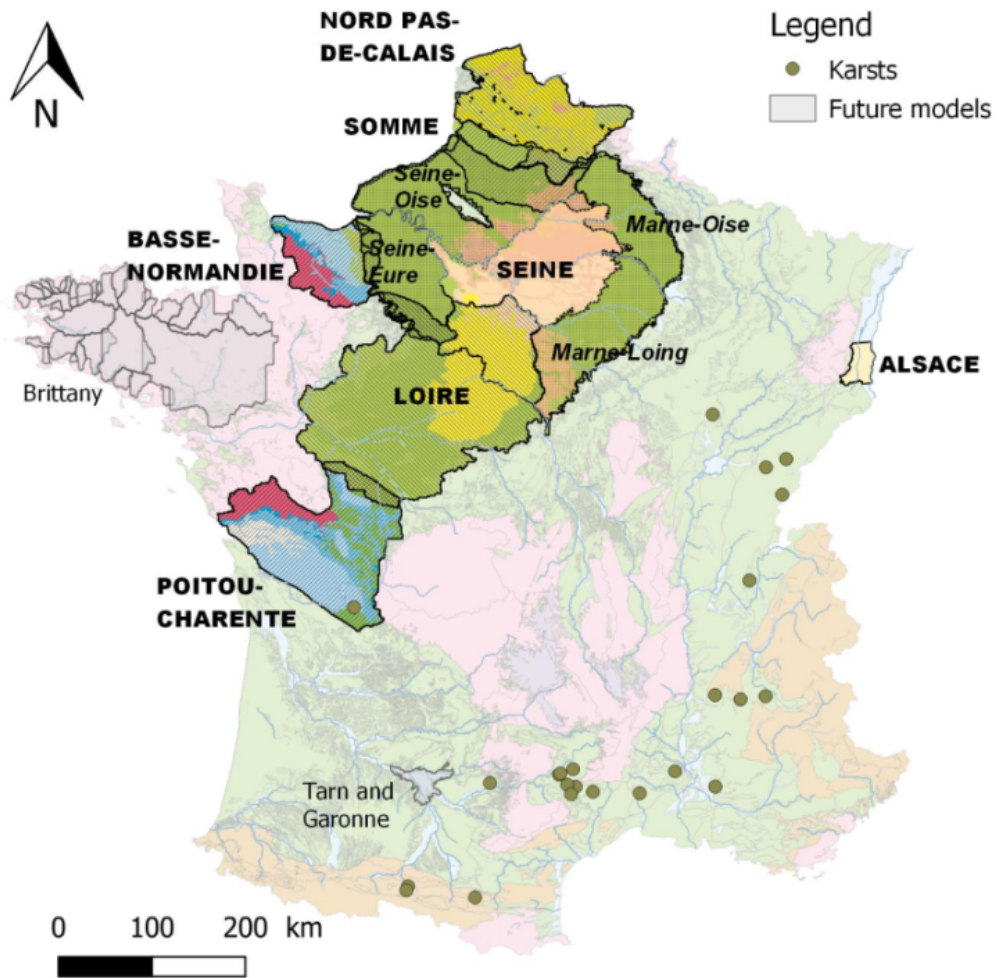 NORD PAS-
DE-CALAIS
Legend
Karsts
Future models
N
SOMME
Seine-
Oise
Marne-Oise
BASSE-
NORMANDIE
Seine-
Eure
SEINE
Marne-Loing
ALSACE
Brittany
LOIRE
POITOU-
CHARENTE
Tarn and
Garonne
0 100 200 km